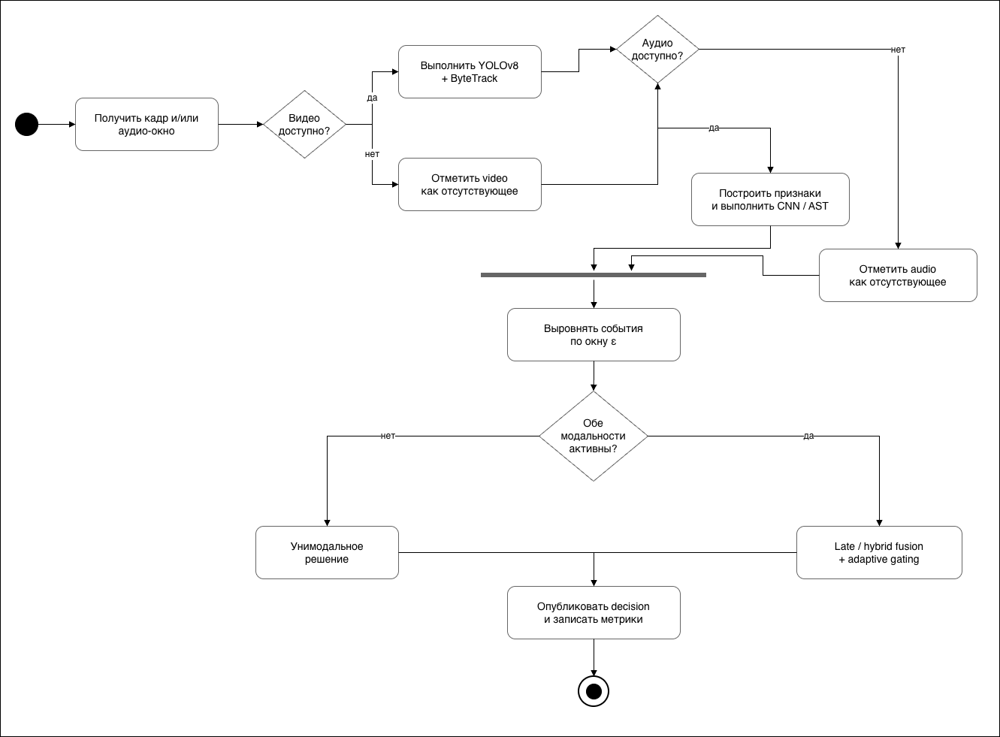 Получить кадр и/или
аудио-окно
Видео
доступно?
да
нет
Выполнить YOLOv8
+ ByteTrack
Отметить video
как отсутствующее
Аудио
доступно?
нет
да
Построить признаки
и выполнить CNN / AST
Отметить audio
как отсутствующее
Выровнять события
по окну ε
Обе
модальности
активны?
нет
да
Унимодальное
решение
Late / hybrid fusion
+ adaptive gating
Опубликовать decision
и записать метрики